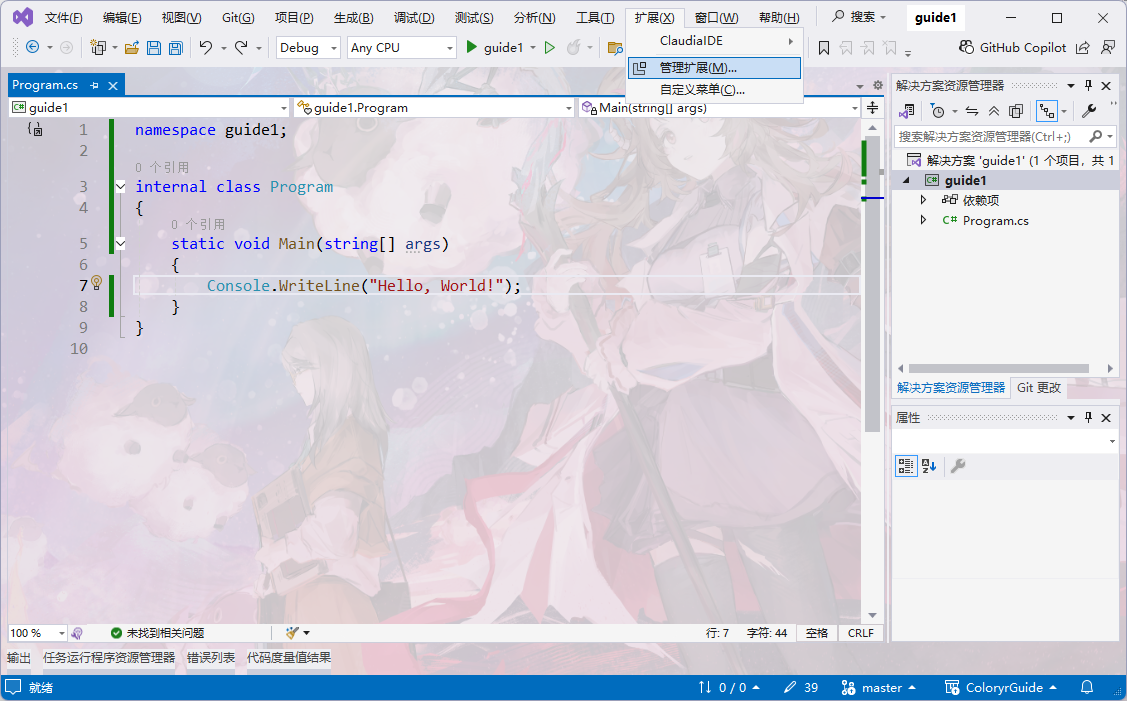 文件(F) 编辑(E) 视图(V) Git(G) 项目(P) 生成(B) 调试(D) 测试(S) 分析(N) 工具(T) 扩展(X) 窗口(W) 帮助(H) 搜索 guide1
Debug Any CPU guide1 GitHub Copilot
ClaudiaIDE
管理扩展(M)...
自定义菜单(C)...
Program.cs
guide1 guide1.Program Main(string[] args)
1 namespace guide1;
2
0 个引用
3 internal class Program
4 {
0 个引用
5 static void Main(string[] args)
6 {
7 Console.WriteLine("Hello, World!");
8 }
9 }
10
100 % 未找到相关问题 行: 7 字符: 44 空格 CRLF
解决方案资源管理器
搜索解决方案资源管理器(Ctrl+;)
解决方案 'guide1' (1 个项目, 共 1
guide1
依赖项
C# Program.cs
解决方案资源管理器 Git 更改
属性
输出 任务运行程序资源管理器 错误列表 代码度量值结果
就绪 0 / 0 39 master ColoryrGuide